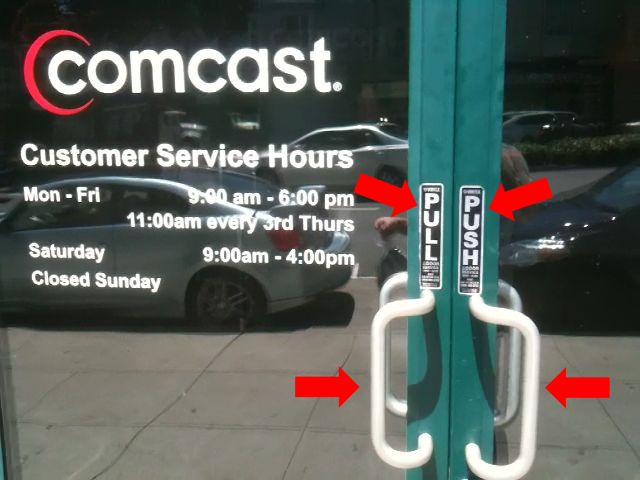 comcast.
Customer Service Hours
Mon - Fri 9:00 am - 6:00 pm
11:00am every 3rd Thurs
Saturday 9:00am - 4:00pm
Closed Sunday
PULL
PUSH